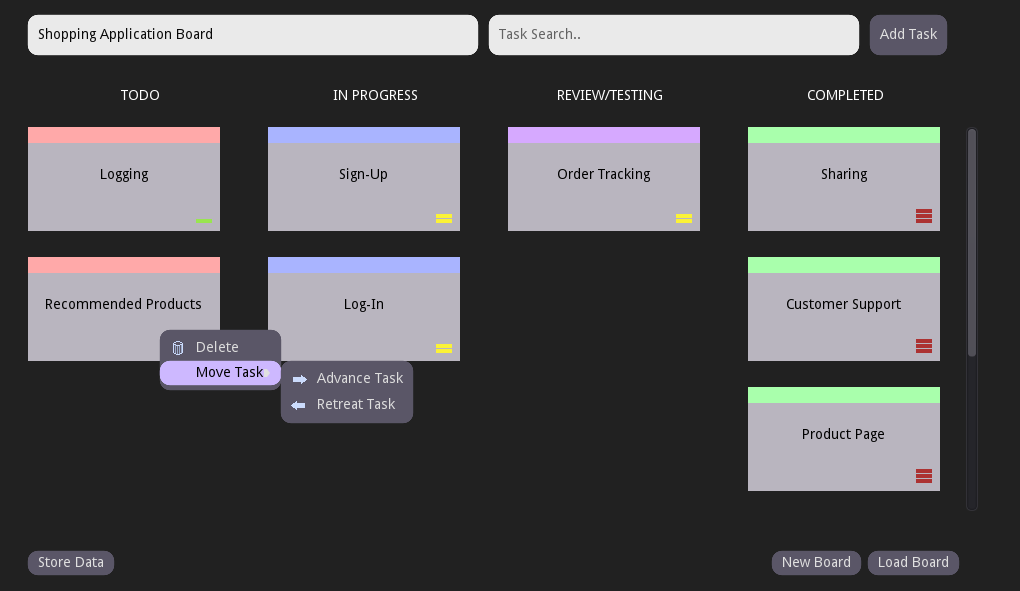 Shopping Application Board
Task Search..
Add Task
TODO
IN PROGRESS
REVIEW/TESTING
COMPLETED
Logging
Sign-Up
Order Tracking
Sharing
Recommended Products
Log-In
Customer Support
Delete
Move Task
Advance Task
Retreat Task
Product Page
Store Data
New Board
Load Board